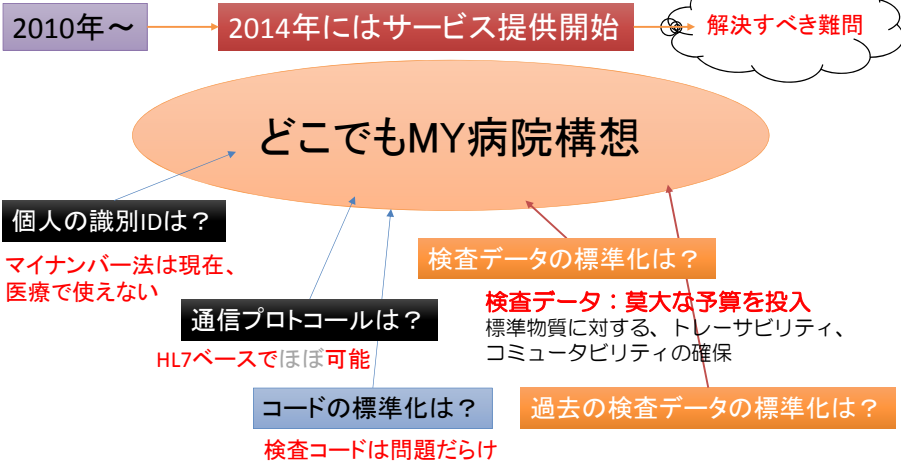 2010年～
2014年にはサービス提供開始
解決すべき難問
どこでもMY病院構想
個人の識別IDは？
マイナンバー法は現在、
医療で使えない
通信プロトコールは？
HL7ベースでほぼ可能
コードの標準化は？
検査コードは問題だらけ
検査データの標準化は？
検査データ：莫大な予算を投入
標準物質に対する、トレーサビリティ、
コミュータビリティの確保
過去の検査データの標準化は？